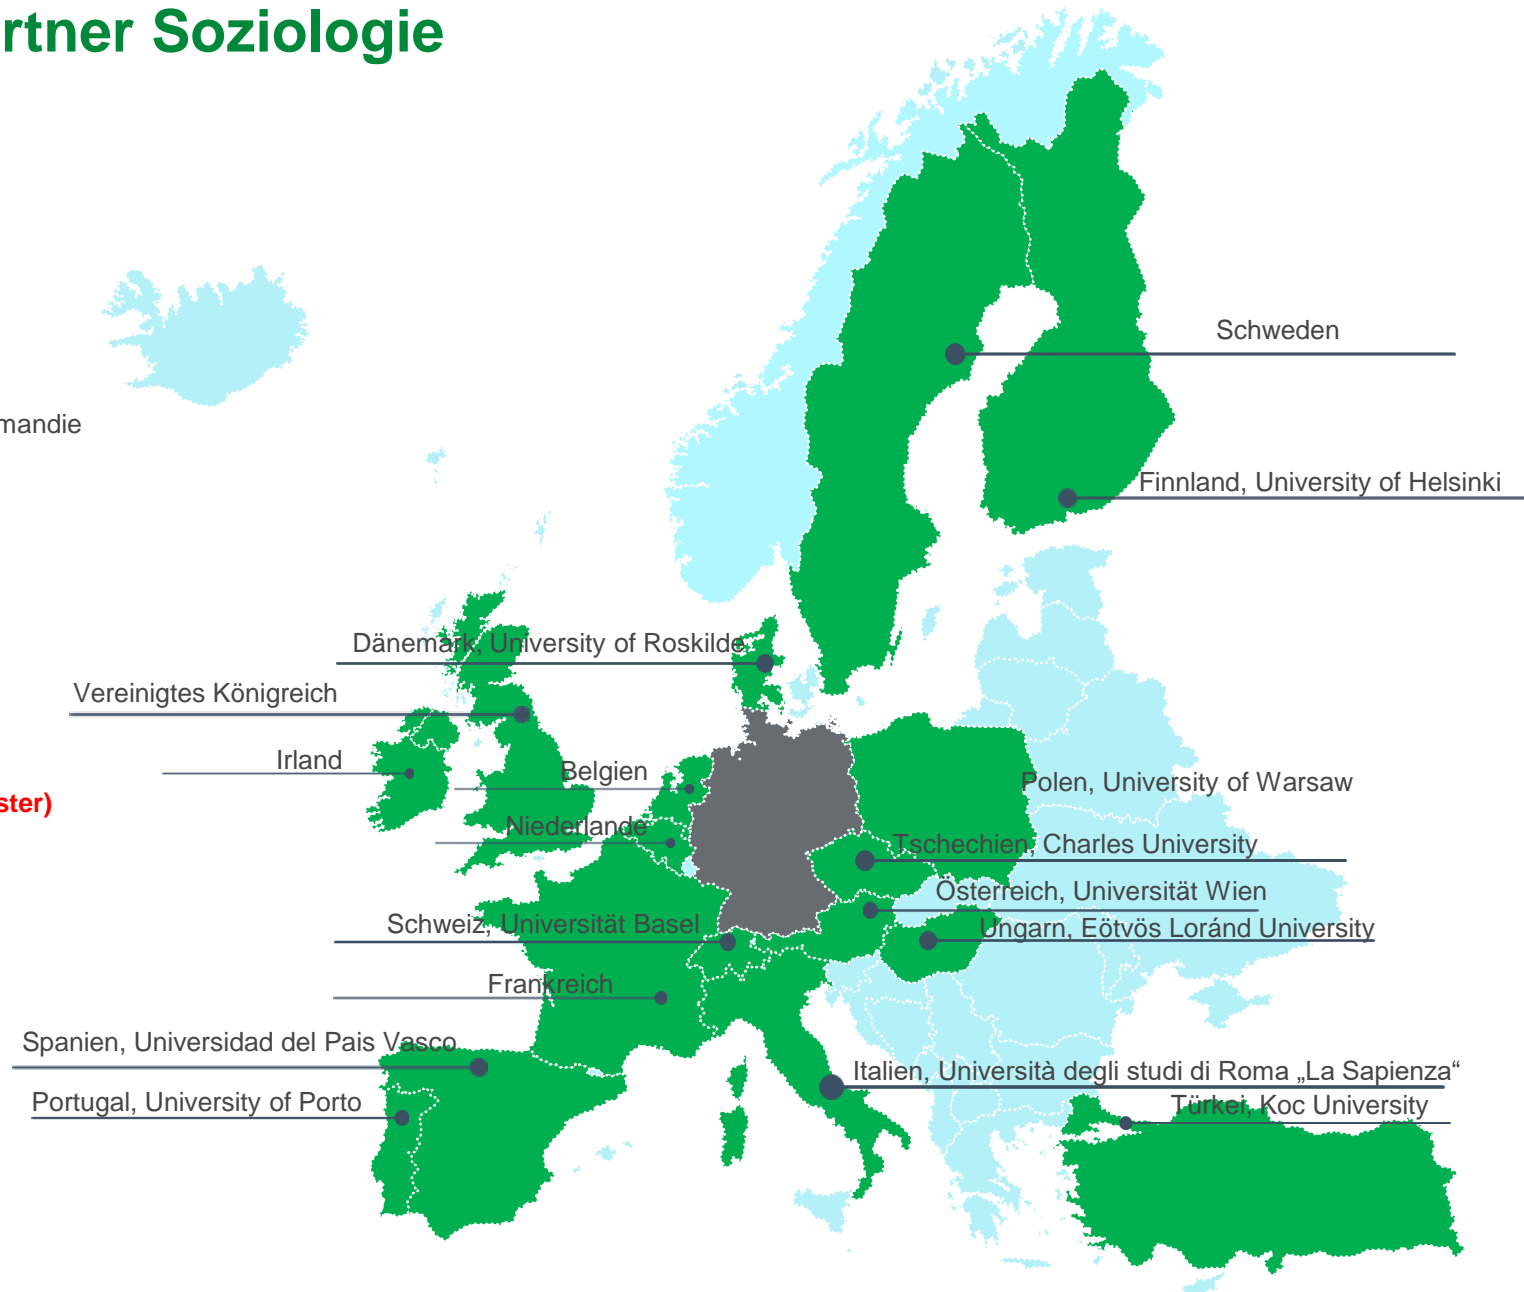 rtner Soziologie
Schweden
mandie
Finnland, University of Helsinki
Dänemark, University of Roskilde
Vereinigtes Königreich
Irland
Belgien
Polen, University of Warsaw
ster)
Niederlande
Tschechien, Charles University
Österreich, Universität Wien
Schweiz, Universität Basel
Ungarn, Eötvös Loránd University
Frankreich
Spanien, Universidad del Pais Vasco
Italien, Università degli studi di Roma „La Sapienza“
Portugal, University of Porto
Türkei, Koc University